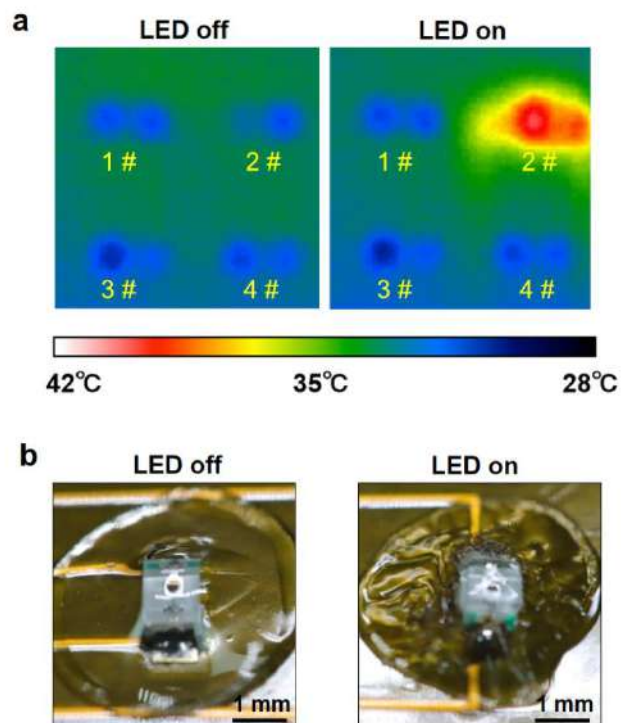 a
LED off
LED on
1 #
2 #
1 #
2 #
3 #
4 #
3 #
4 #
42℃
35℃
28℃
b
LED off
LED on
1 mm
1 mm